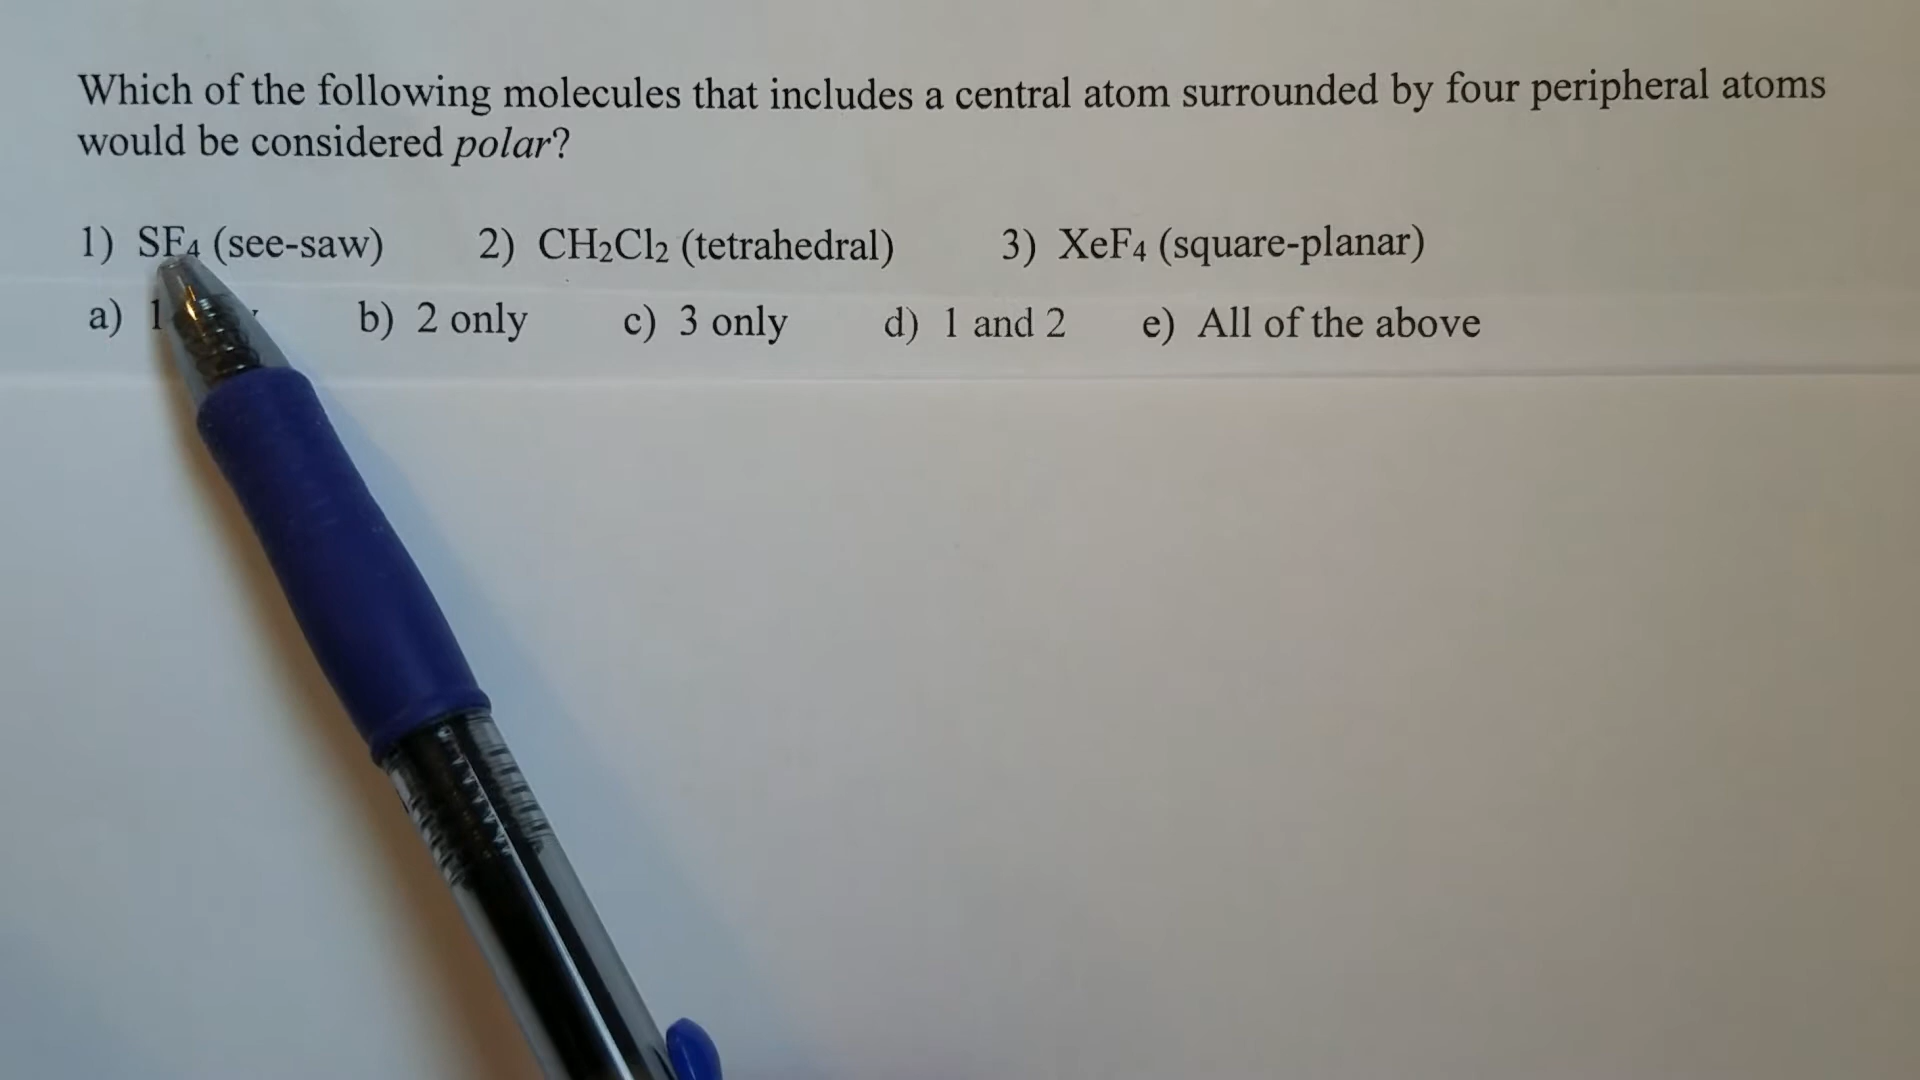 Which of the following molecules that includes a central atom surrounded by four peripheral atoms
would be considered polar?
1) SF₄ (see-saw) 2) CH₂Cl₂ (tetrahedral) 3) XeF₄ (square-planar)
a) 1 b) 2 only c) 3 only d) 1 and 2 e) All of the above